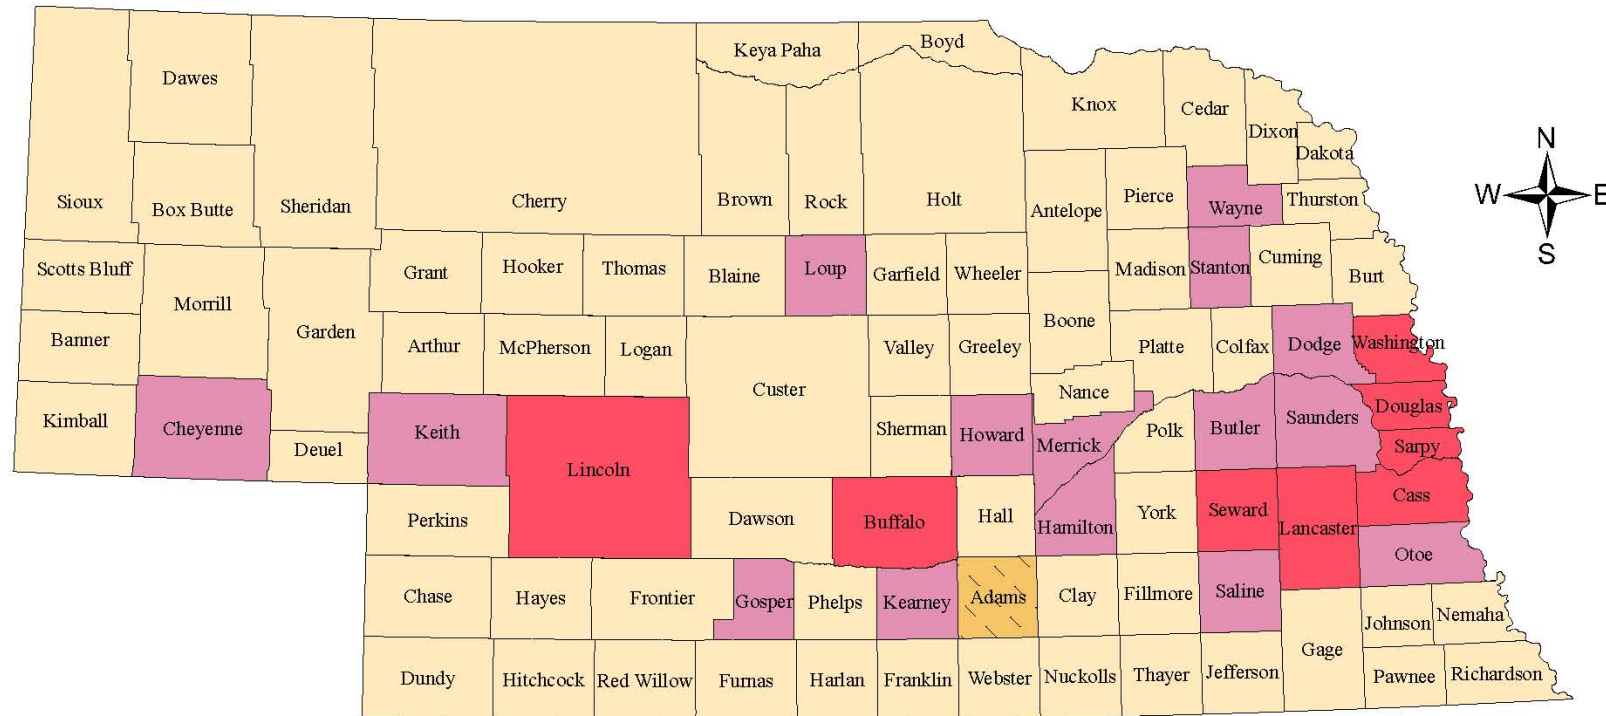 Keya Paha
Boyd
Dawes
Knox
Cedar
Dixon
Dakota
N
W
E
S
Sioux
Box Butte
Sheridan
Cherry
Brown
Rock
Holt
Antelope
Pierce
Wayne
Thurston
Scotts Bluff
Morrill
Garden
Grant
Hooker
Thomas
Blaine
Loup
Garfield
Wheeler
Madison
Stanton
Cuming
Burt
Banner
Arthur
McPherson
Logan
Custer
Valley
Greeley
Boone
Platte
Colfax
Dodge
Washington
Nance
Kimball
Cheyenne
Deuel
Keith
Lincoln
Sherman
Howard
Merrick
Polk
Butler
Saunders
Douglas
Sarpy
Perkins
Dawson
Buffalo
Hall
Hamilton
York
Seward
Lancaster
Cass
Otoe
Chase
Hayes
Frontier
Gosper
Phelps
Kearney
Adams
Clay
Fillmore
Saline
Johnson
Nemaha
Dundy
Hitchcock
Red Willow
Furnas
Harlan
Franklin
Webster
Nuckolls
Thayer
Jefferson
Gage
Pawnee
Richardson